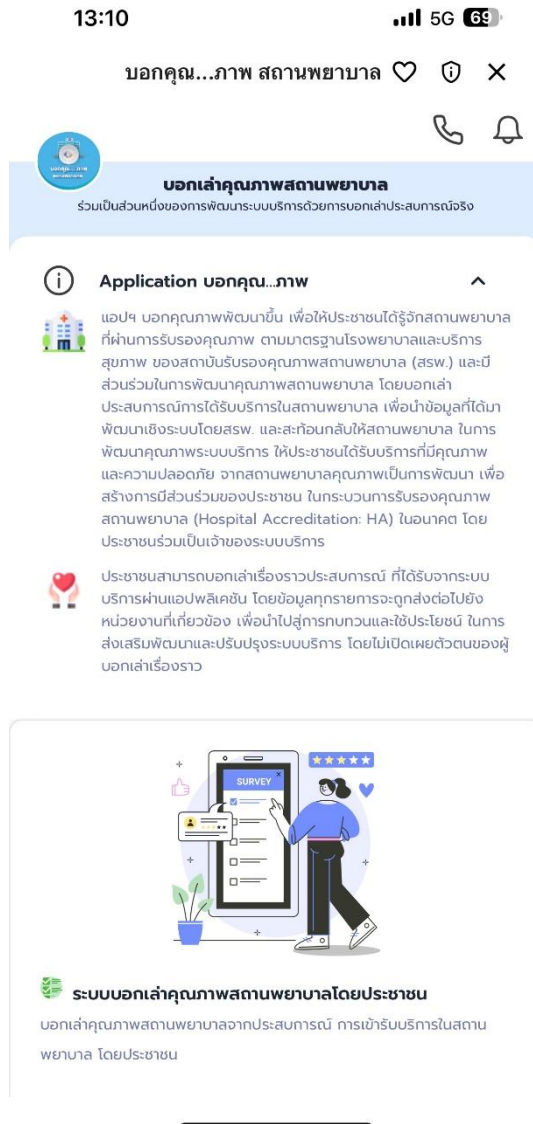 13:10
5G 69
บอกคุณ...ภาพ สถานพยาบาล
บอกคุณ... ภาพ
บอกเล่าคุณภาพสถานพยาบาล
ร่วมเป็นส่วนหนึ่งของการพัฒนาระบบบริการด้วยการบอกเล่าประสบการณ์จริง
Application บอกคุณ...ภาพ
แอปฯ บอกคุณภาพพัฒนาขึ้น เพื่อให้ประชาชนได้รู้จักสถานพยาบาล
ที่ผ่านการรับรองคุณภาพ ตามมาตรฐานโรงพยาบาลและบริการ
สุขภาพ ของสถาบันรับรองคุณภาพสถานพยาบาล (สรพ.) และมี
ส่วนร่วมในการพัฒนาคุณภาพสถานพยาบาล โดยบอกเล่า
ประสบการณ์การได้รับบริการในสถานพยาบาล เพื่อนำข้อมูลที่ได้มา
พัฒนาเชิงระบบโดยสรพ. และสะท้อนกลับให้สถานพยาบาล ในการ
พัฒนาคุณภาพระบบบริการ ให้ประชาชนได้รับบริการที่มีคุณภาพ
และความปลอดภัย จากสถานพยาบาลคุณภาพเป็นการพัฒนา เพื่อ
สร้างการมีส่วนร่วมของประชาชน ในกระบวนการรับรองคุณภาพ
สถานพยาบาล (Hospital Accreditation: HA) ในอนาคต โดย
ประชาชนร่วมเป็นเจ้าของระบบบริการ
ประชาชนสามารถบอกเล่าเรื่องราวประสบการณ์ ที่ได้รับจากระบบ
บริการผ่านแอปพลิเคชัน โดยข้อมูลทุกรายการจะถูกส่งต่อไปยัง
หน่วยงานที่เกี่ยวข้อง เพื่อนำไปสู่การทบทวนและใช้ประโยชน์ ในการ
ส่งเสริมพัฒนาและปรับปรุงระบบบริการ โดยไม่เปิดเผยตัวตนของผู้
บอกเล่าเรื่องราว
SURVEY
ระบบบอกเล่าคุณภาพสถานพยาบาลโดยประชาชน
บอกเล่าคุณภาพสถานพยาบาลจากประสบการณ์ การเข้ารับบริการในสถาน
พยาบาล โดยประชาชน